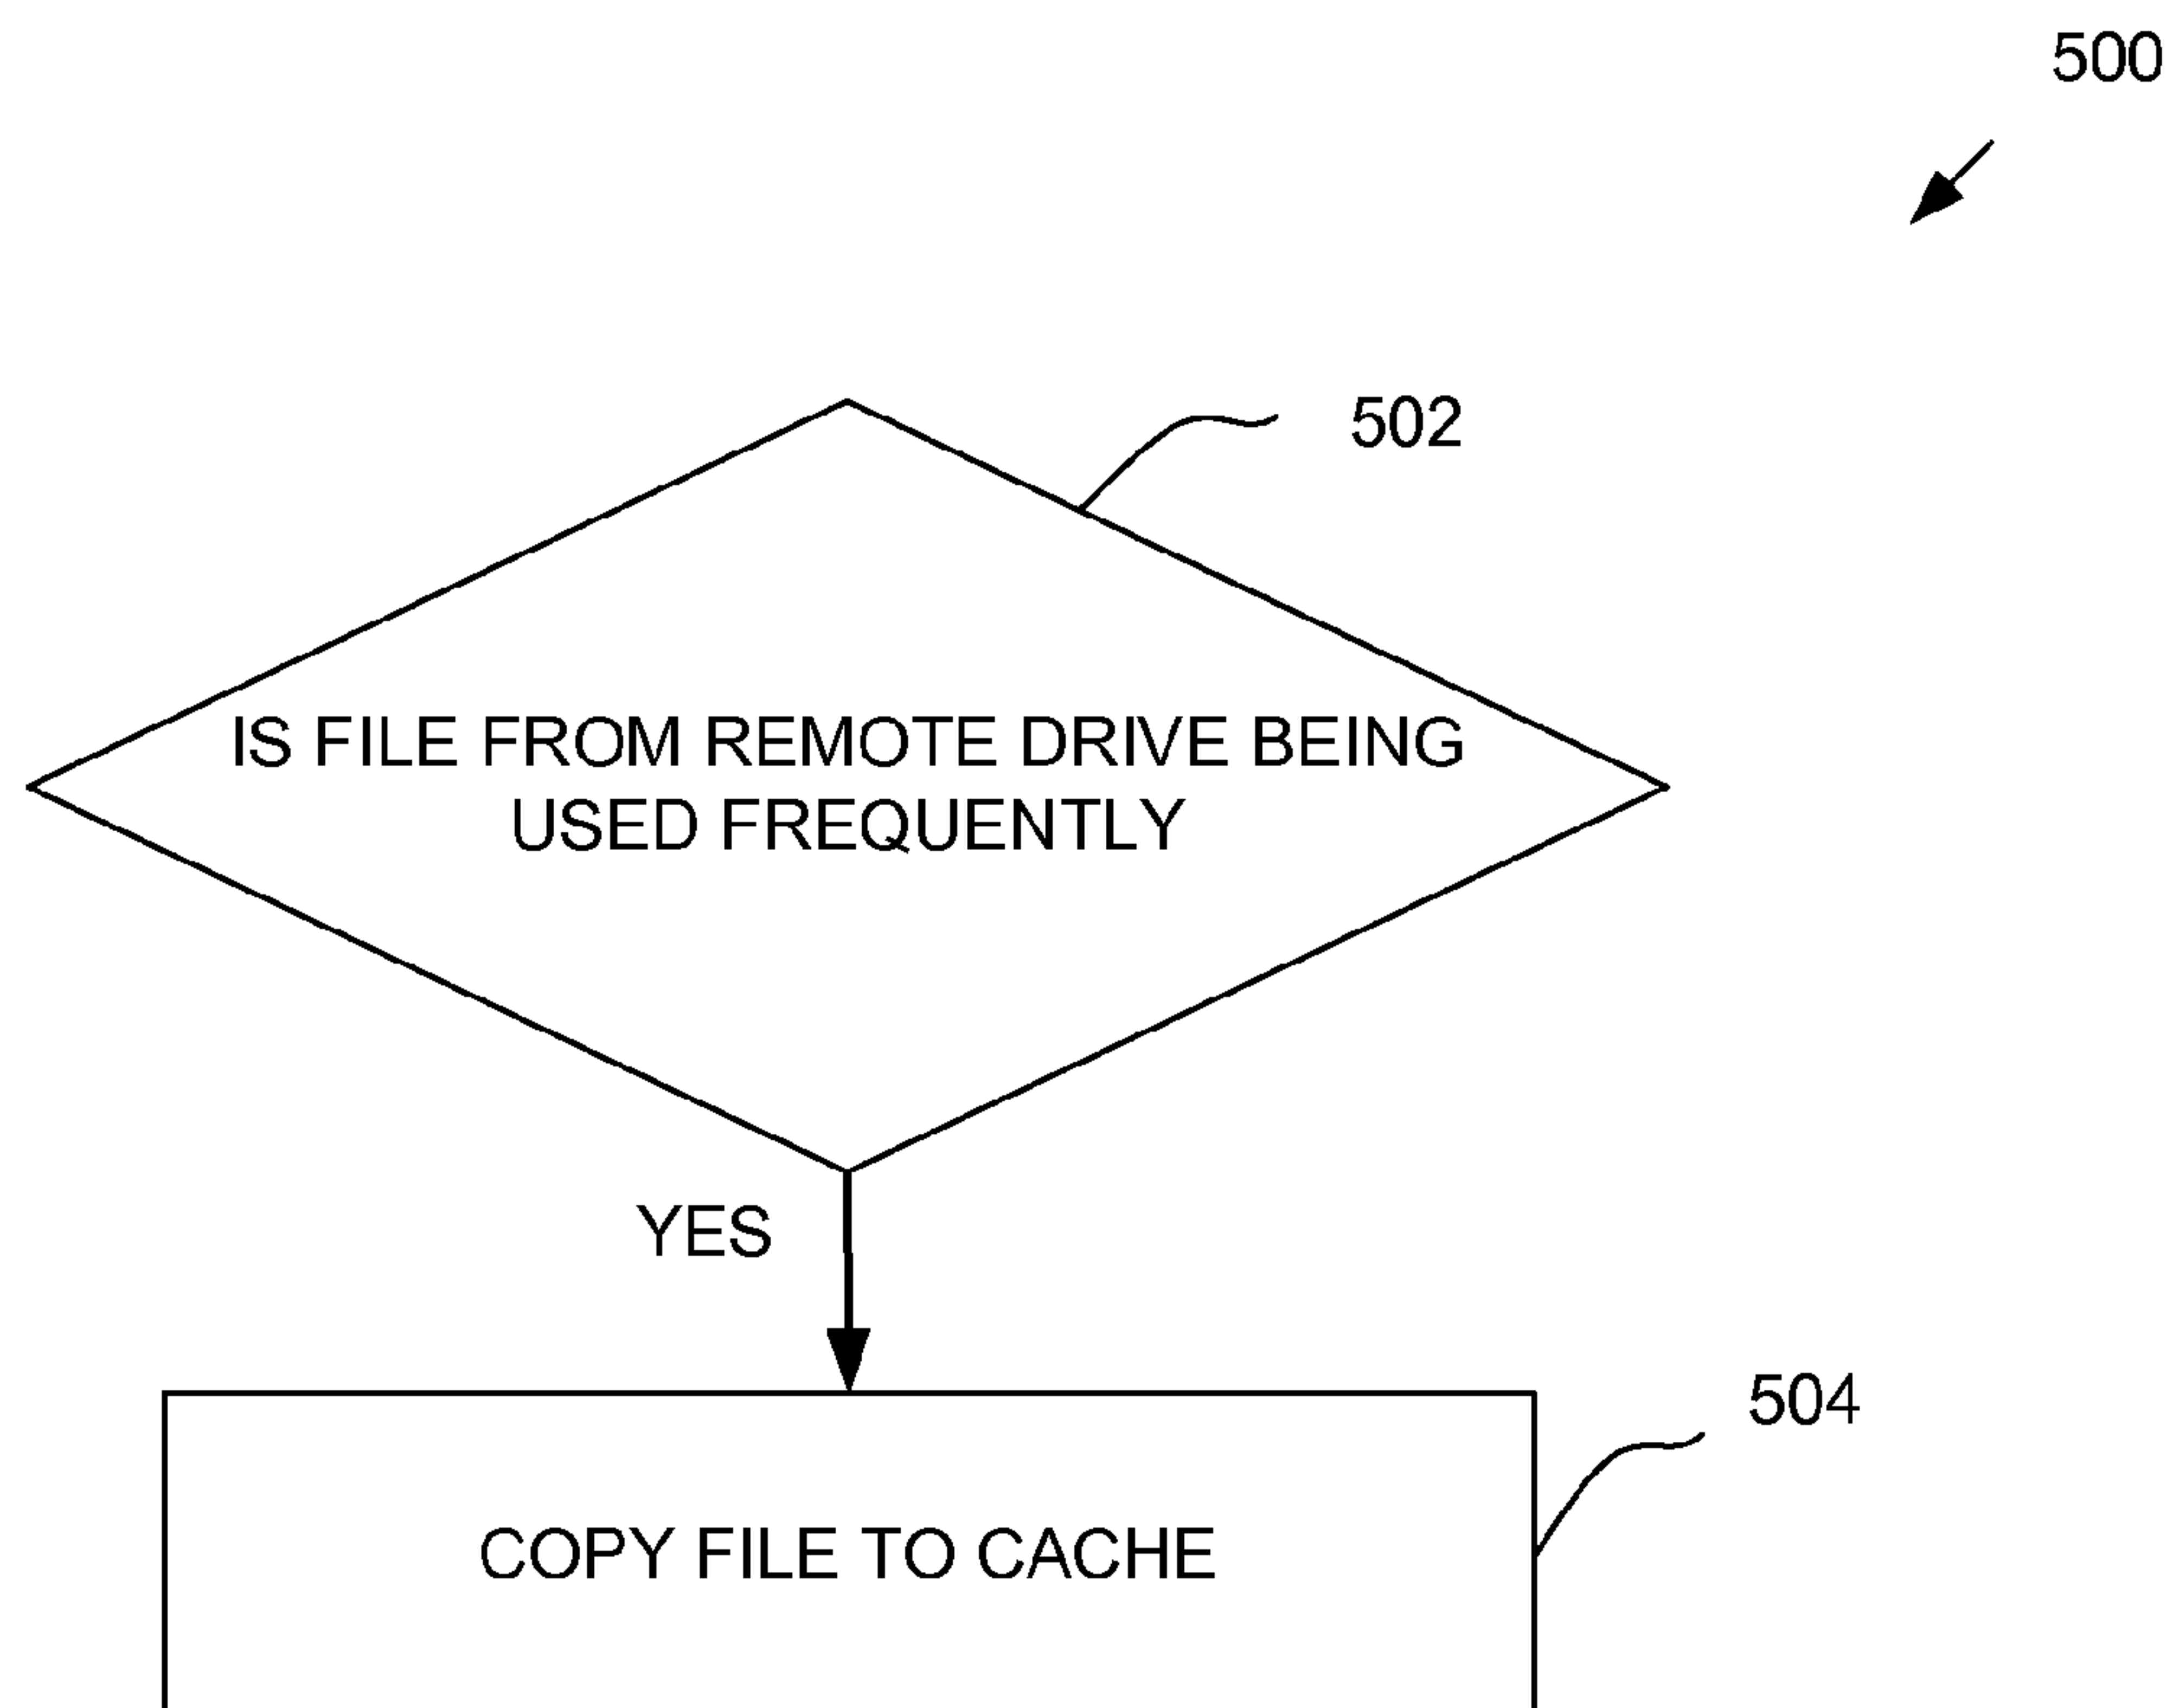 500
502
IS FILE FROM REMOTE DRIVE BEING
USED FREQUENTLY
YES
504
COPY FILE TO CACHE